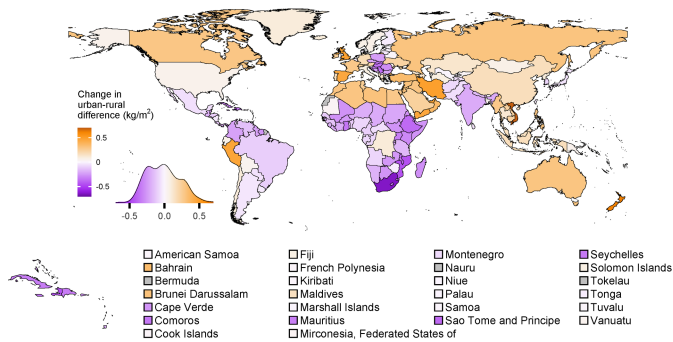 Change in
urban-rural
difference (kg/m²)
0.5
0.0
-0.5
-0.5
0.0
0.5
American Samoa
Bahrain
Bermuda
Brunei Darussalam
Cape Verde
Comoros
Cook Islands
Fiji
French Polynesia
Kiribati
Maldives
Marshall Islands
Mauritius
Mirconesia, Federated States of
Montenegro
Nauru
Niue
Palau
Samoa
Sao Tome and Principe
Seychelles
Solomon Islands
Tokelau
Tonga
Tuvalu
Vanuatu